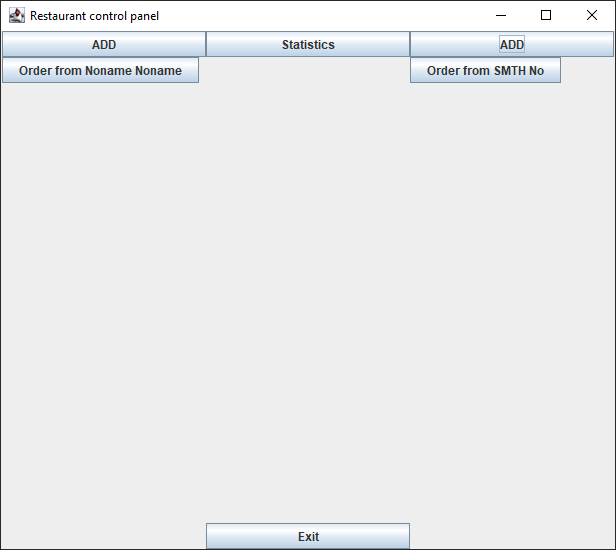 Restaurant control panel
ADD
Statistics
ADD
Order from Noname Noname
Order from SMTH No
Exit